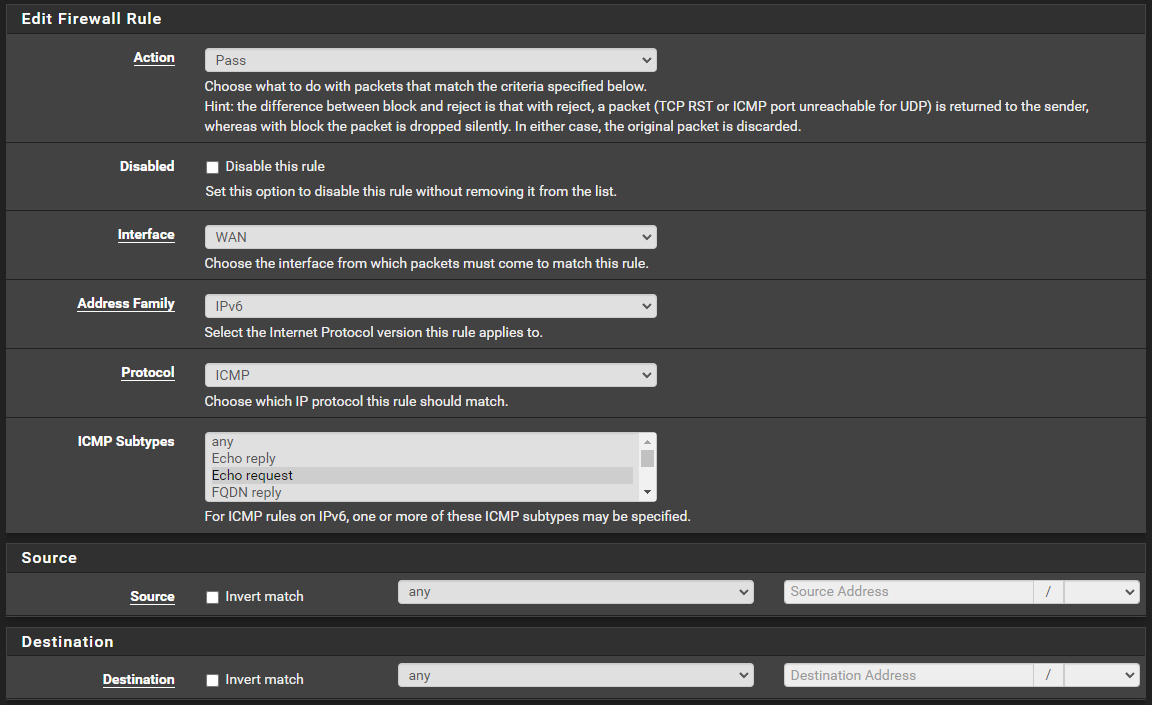 Edit Firewall Rule
Action
Pass
Choose what to do with packets that match the criteria specified below.
Hint: the difference between block and reject is that with reject, a packet (TCP RST or ICMP port unreachable for UDP) is returned to the sender,
whereas with block the packet is dropped silently. In either case, the original packet is discarded.
Disabled
Disable this rule
Set this option to disable this rule without removing it from the list.
Interface
WAN
Choose the interface from which packets must come to match this rule.
Address Family
IPv6
Select the Internet Protocol version this rule applies to.
Protocol
ICMP
Choose which IP protocol this rule should match.
ICMP Subtypes
any
Echo reply
Echo request
FQDN reply
For ICMP rules on IPv6, one or more of these ICMP subtypes may be specified.
Source
Source
Invert match
any
Source Address
/
Destination
Destination
Invert match
any
Destination Address
/